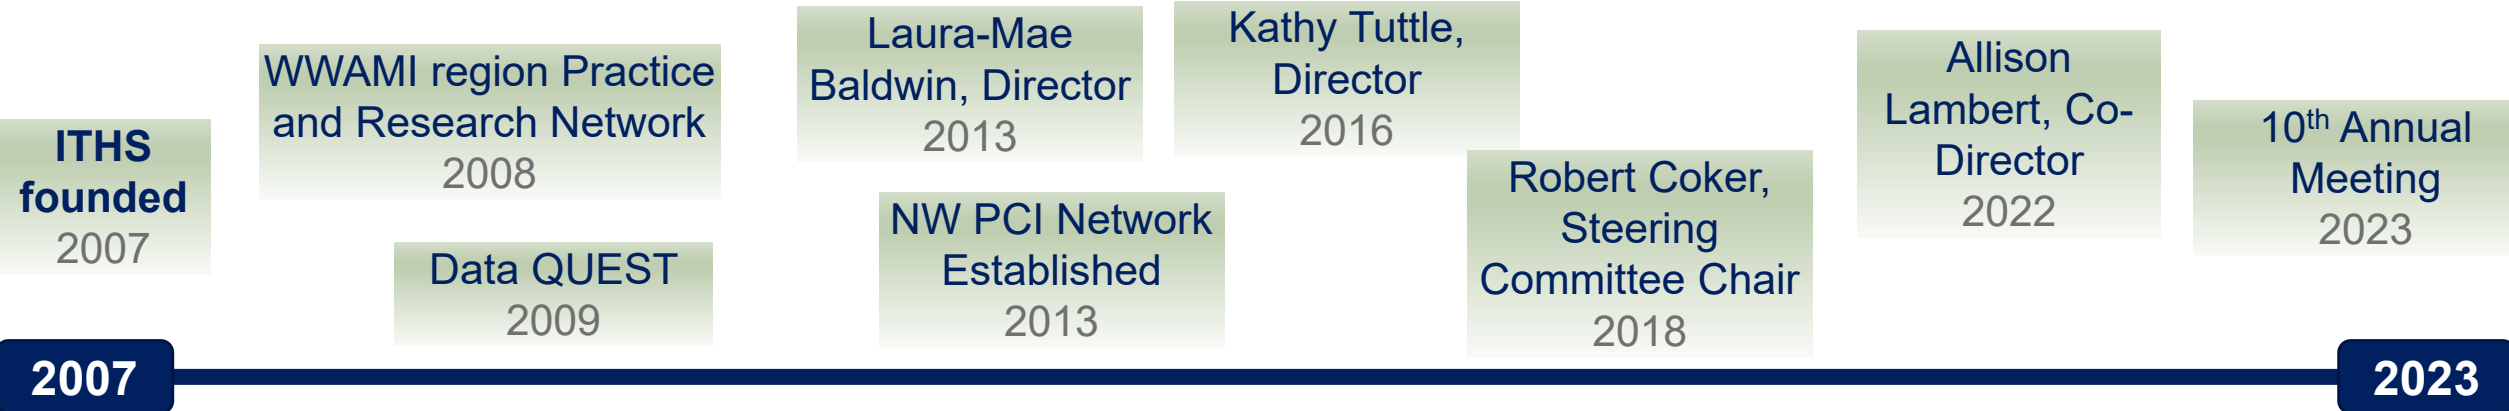 ITHS
founded
2007
WWAMI region Practice
and Research Network
2008
Data QUEST
2009
Laura-Mae
Baldwin, Director
2013
NW PCI Network
Established
2013
Kathy Tuttle,
Director
2016
Robert Coker,
Steering
Committee Chair
2018
Allison
Lambert, Co-
Director
2022
10th Annual
Meeting
2023
2007
2023